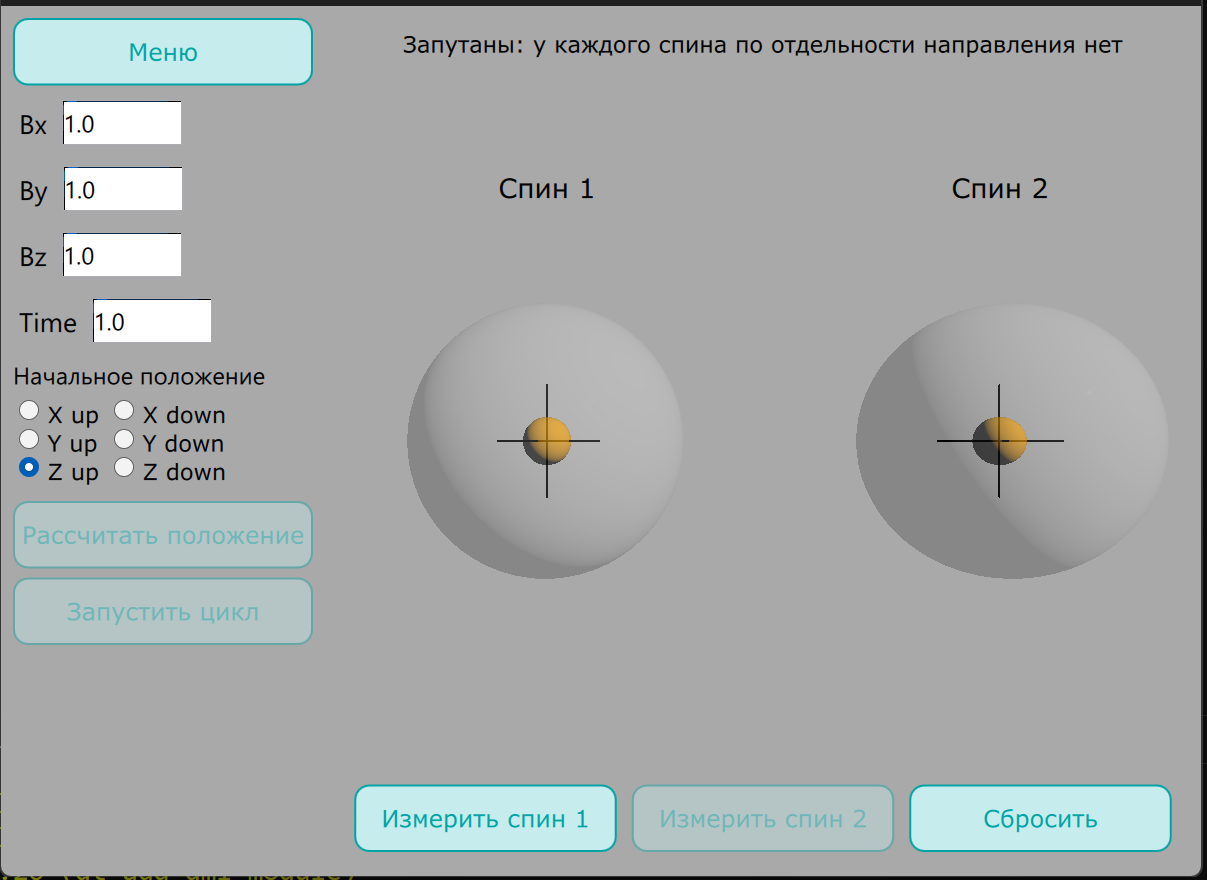 Меню
Запутаны: у каждого спина по отдельности направления нет
Bx 1.0
By 1.0
Bz 1.0
Time 1.0
Спин 1
Спин 2
Начальное положение
X up X down
Y up Y down
Z up Z down
Рассчитать положение
Запустить цикл
Измерить спин 1
Измерить спин 2
Сбросить